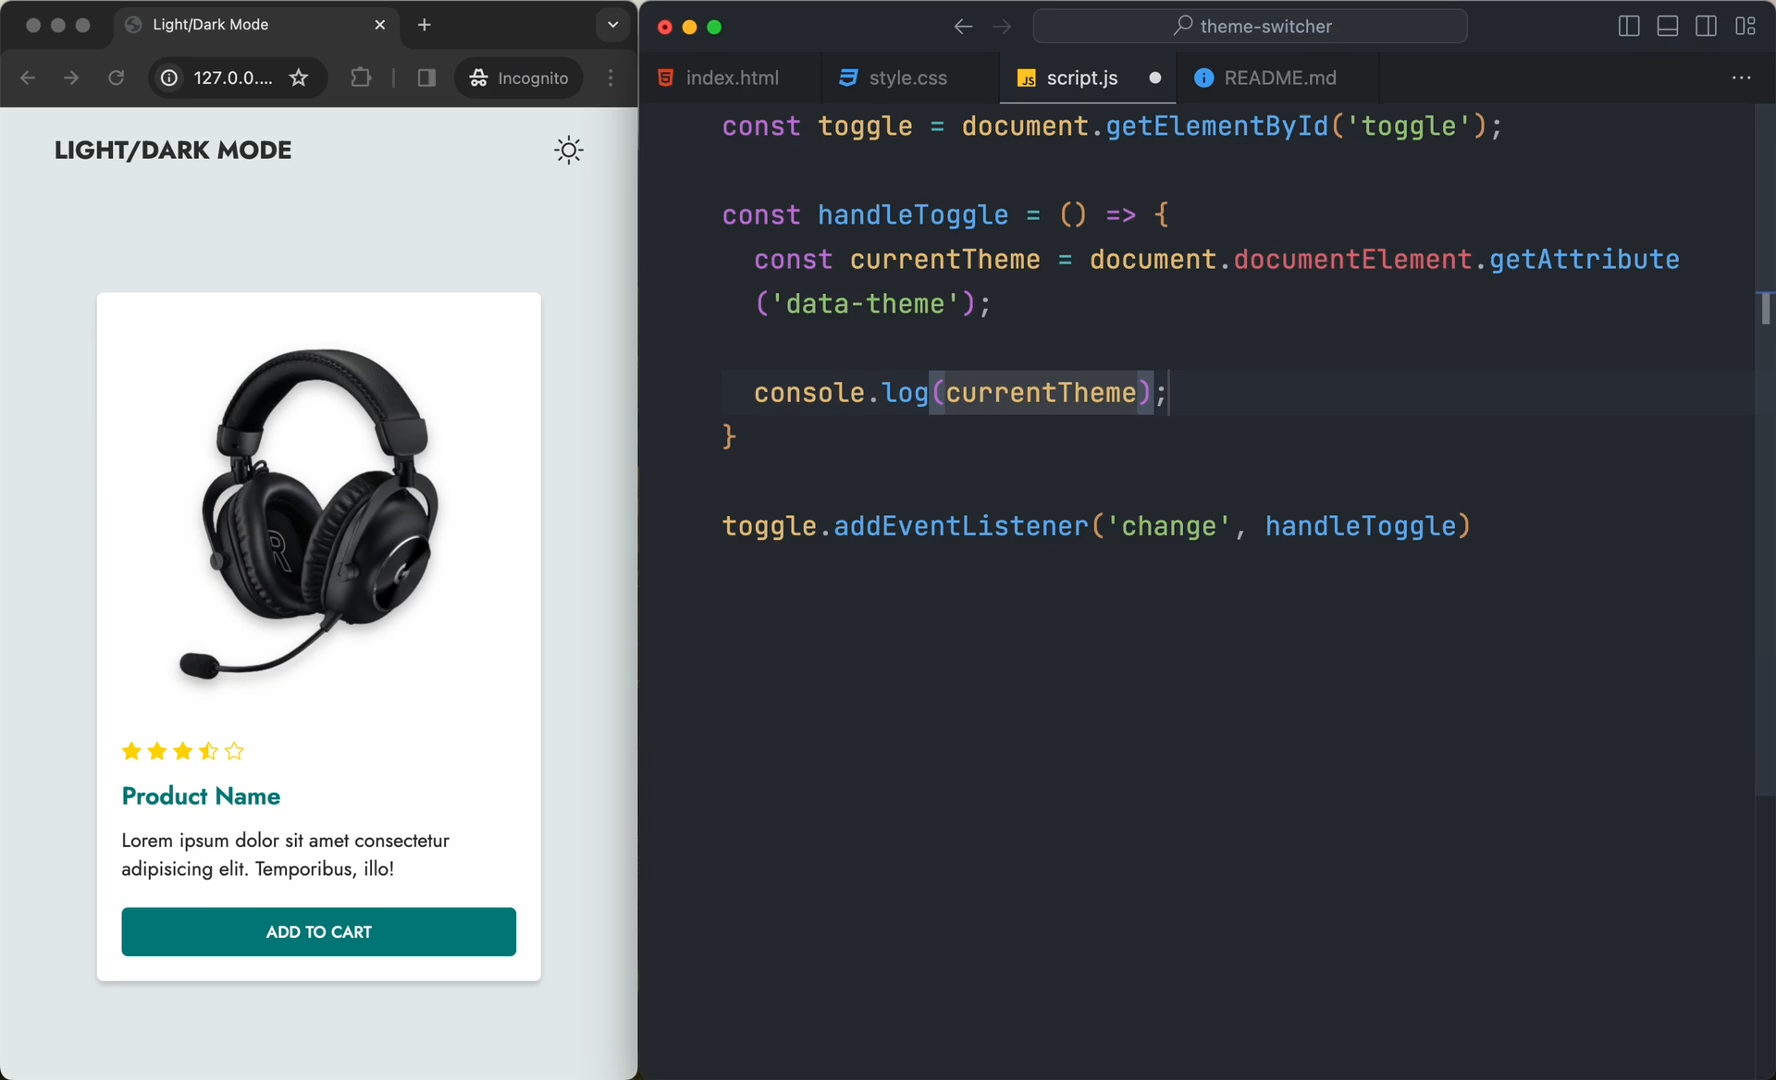 Light/Dark Mode
127.0.0....
Incognito
LIGHT/DARK MODE
R
Product Name
Lorem ipsum dolor sit amet consectetur
adipisicing elit. Temporibus, illo!
ADD TO CART
theme-switcher
index.html
style.css
JS script.js
README.md
const toggle = document.getElementById('toggle');
const handleToggle = () => {
const currentTheme = document.documentElement.getAttribute
('data-theme');
console.log(currentTheme);
}
toggle.addEventListener('change', handleToggle)